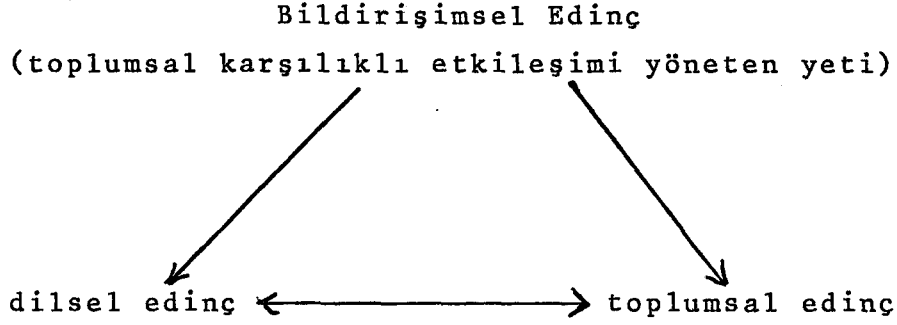 Bildirişimsel Edinç
(toplumsal karşılıklı etkileşimi yöneten yeti)
dilsel edinç
toplumsal edinç